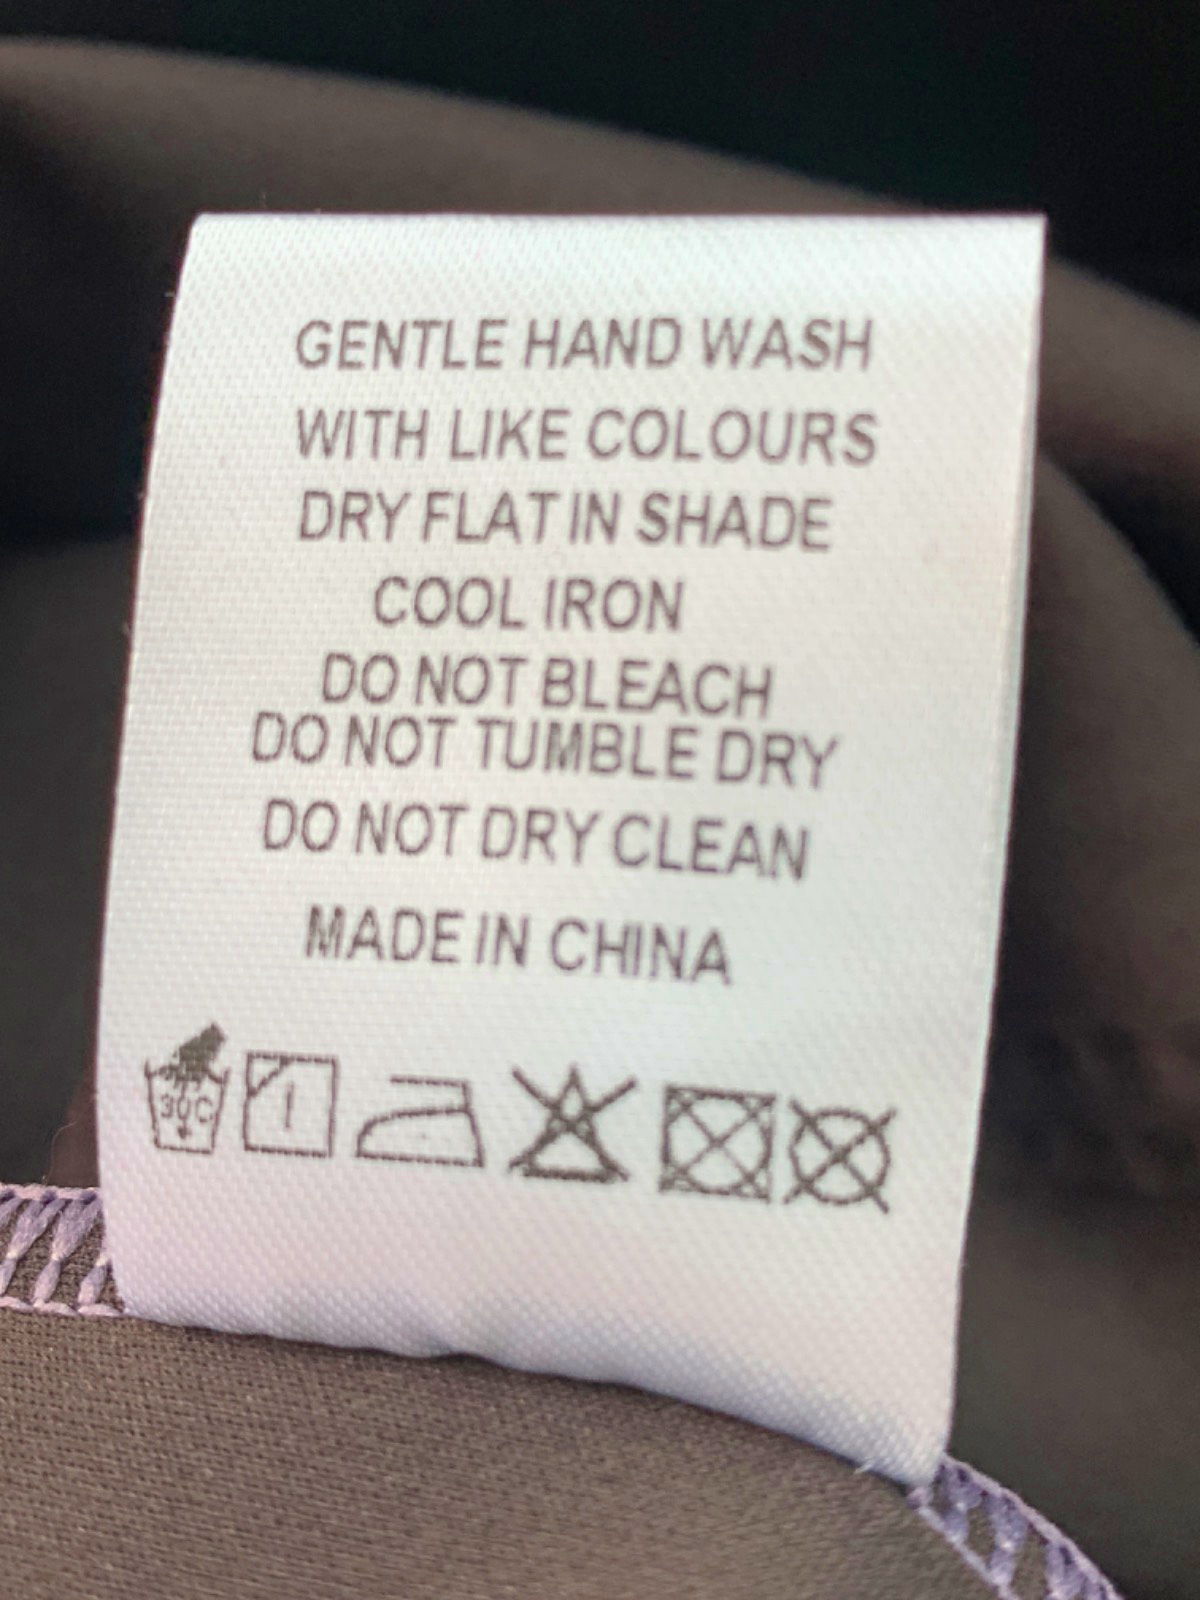 GENTLE HAND WASH
WITH LIKE COLOURS
DRY FLAT IN SHADE
COOL IRON
DO NOT BLEACH
DO NOT TUMBLE DRY
DO NOT DRY CLEAN
MADE IN CHINA
30C